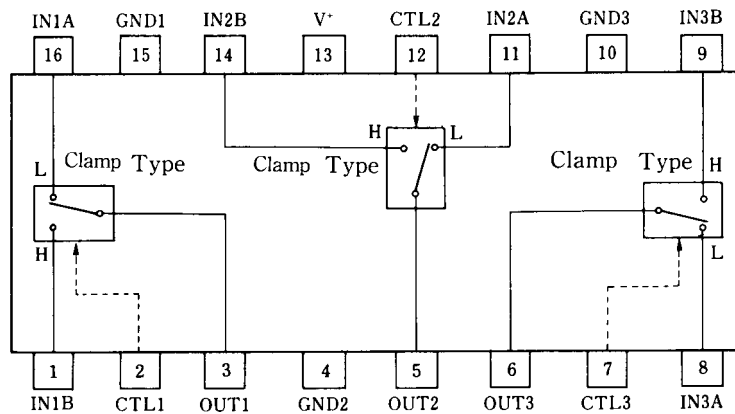 IN1A GND1 IN2B V+ CTL2 IN2A GND3 IN3B
16 15 14 13 12 11 10 9
H L
L Clamp Type Clamp Type Clamp Type H
H L
1 2 3 4 5 6 7 8
IN1B CTL1 OUT1 GND2 OUT2 OUT3 CTL3 IN3A